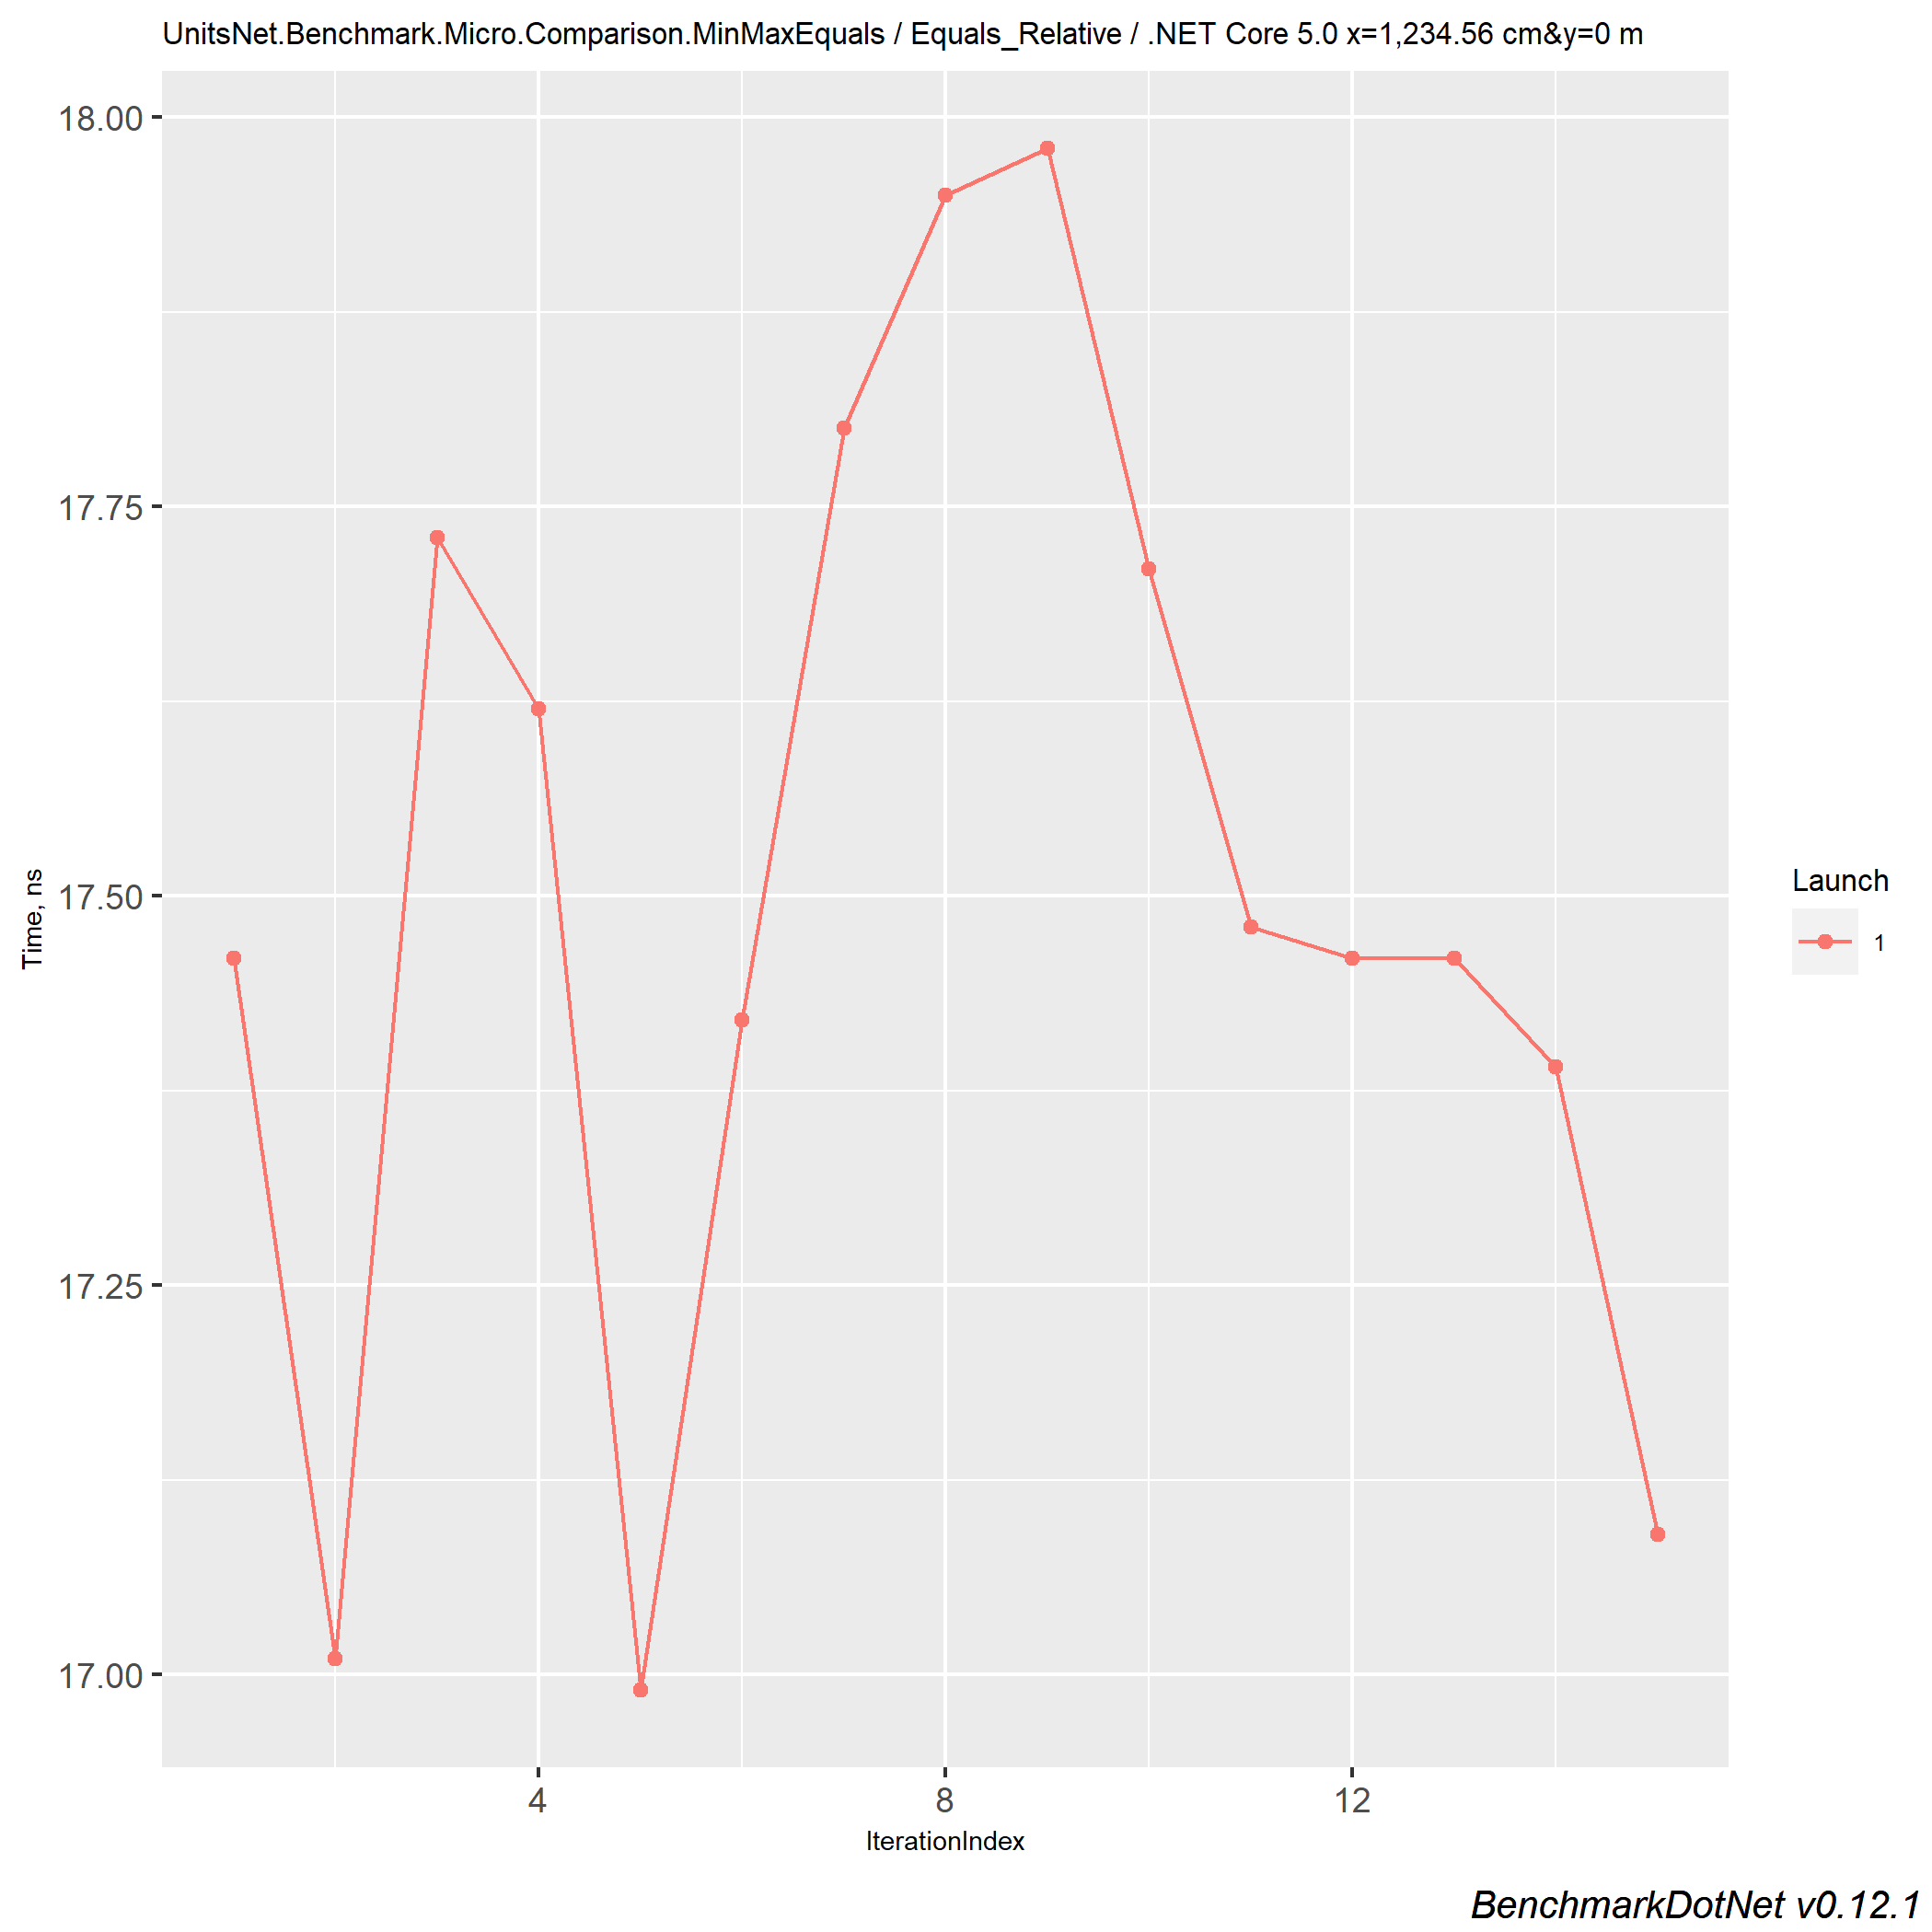 UnitsNet.Benchmark.Micro.Comparison.MinMaxEquals / Equals_Relative / .NET Core 5.0 x=1,234.56 cm&y=0 m
18.00
17.75
17.50
17.25
17.00
Time, ns
4
8
12
IterationIndex
Launch
1
BenchmarkDotNet v0.12.1